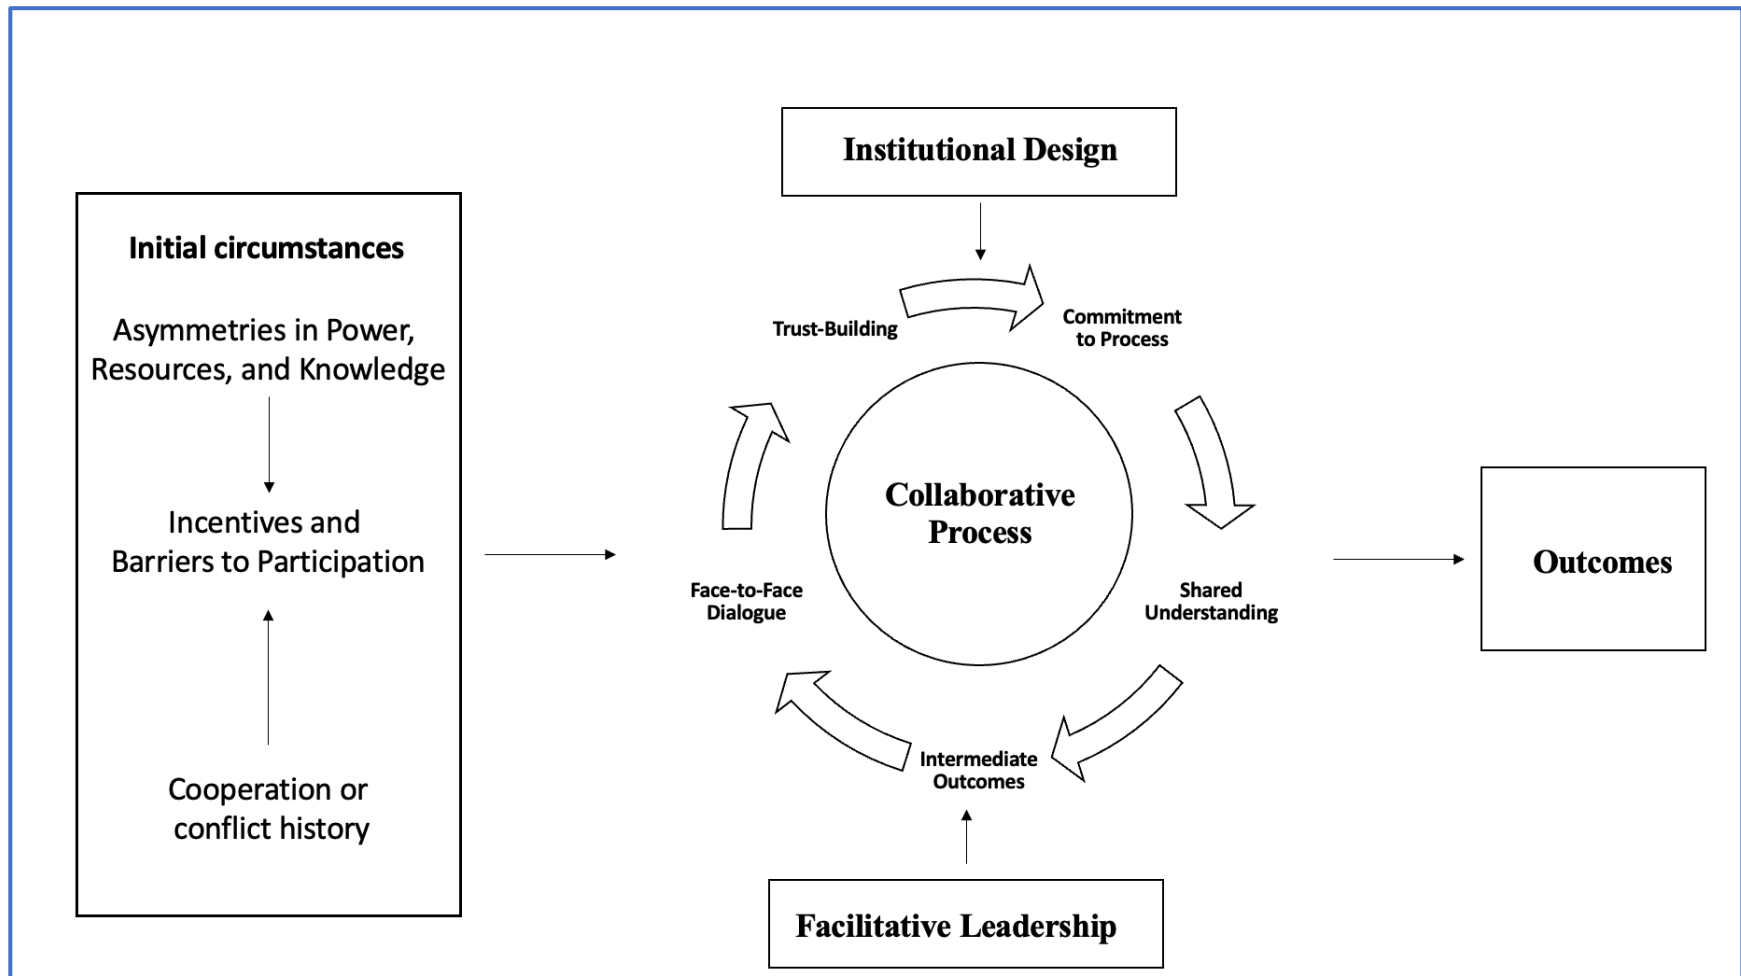 Initial circumstances
Asymmetries in Power,
Resources, and Knowledge
Incentives and
Barriers to Participation
Cooperation or
conflict history
Institutional Design
Trust-Building
Commitment
to Process
Collaborative
Process
Face-to-Face
Dialogue
Shared
Understanding
Intermediate
Outcomes
Facilitative Leadership
Outcomes